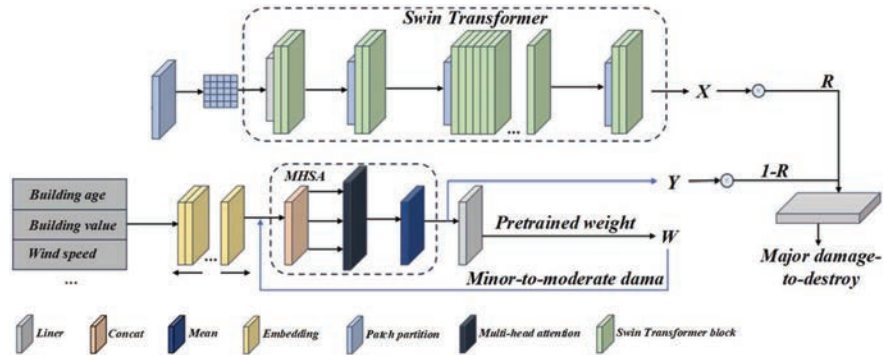 Swin Transformer
...
X
R
Building age
Building value
Wind speed
...
...
MHSA
Y
1-R
Pretrained weight
W
Minor-to-moderate dama
Major damage-
to-destroy
Liner
Concat
Mean
Embedding
Patch partition
Multi-head attention
Swin Transformer block